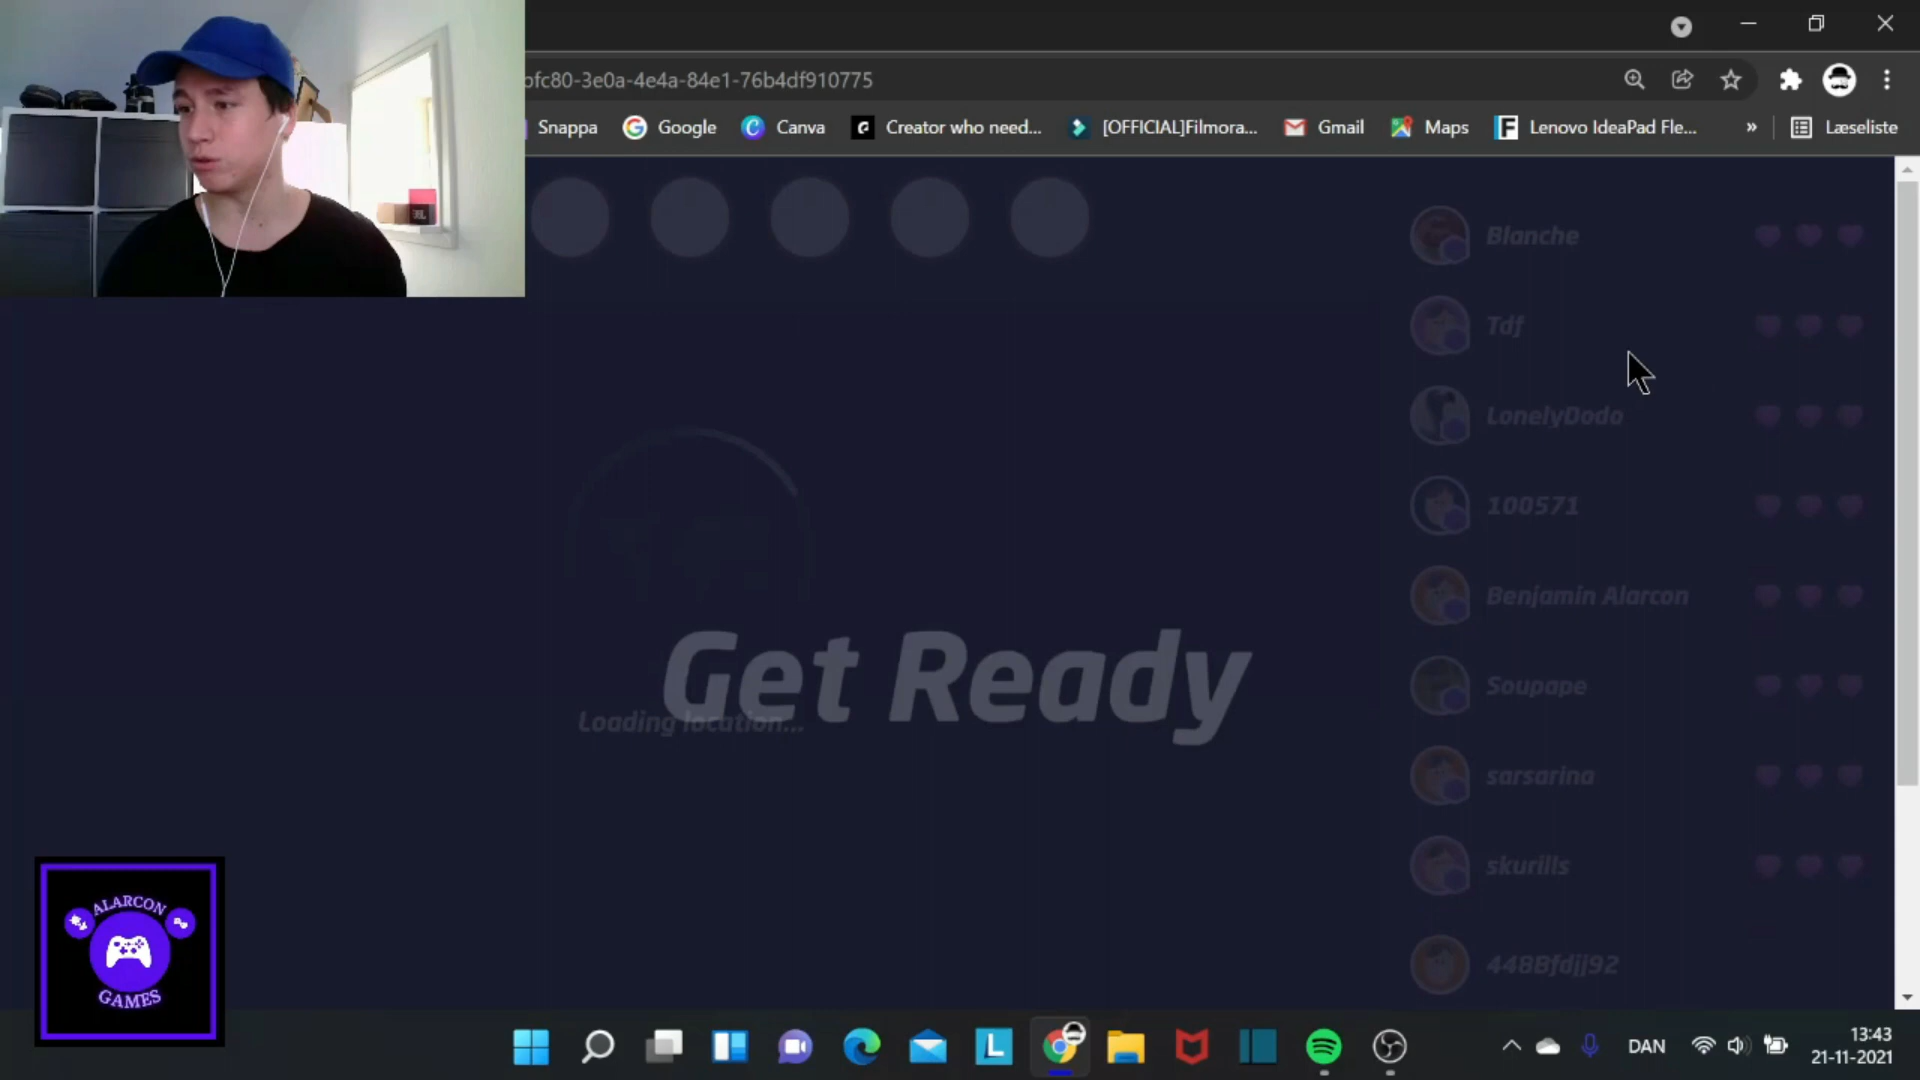 ofc80-3e0a-4e4a-84e1-76b4df910775
Snappa Google Canva Creator who need... [OFFICIAL]Filmora... Gmail Maps Lenovo IdeaPad Fle... » Læseliste
JBL
Blanche
Tdf
LonelyDodo
100571
Benjamin Alarcon
Get Ready
Loading location...
Soupape
sarsarina
skurills
448Bfdjj92
ALARCON
GAMES
DAN
13:43
21-11-2021